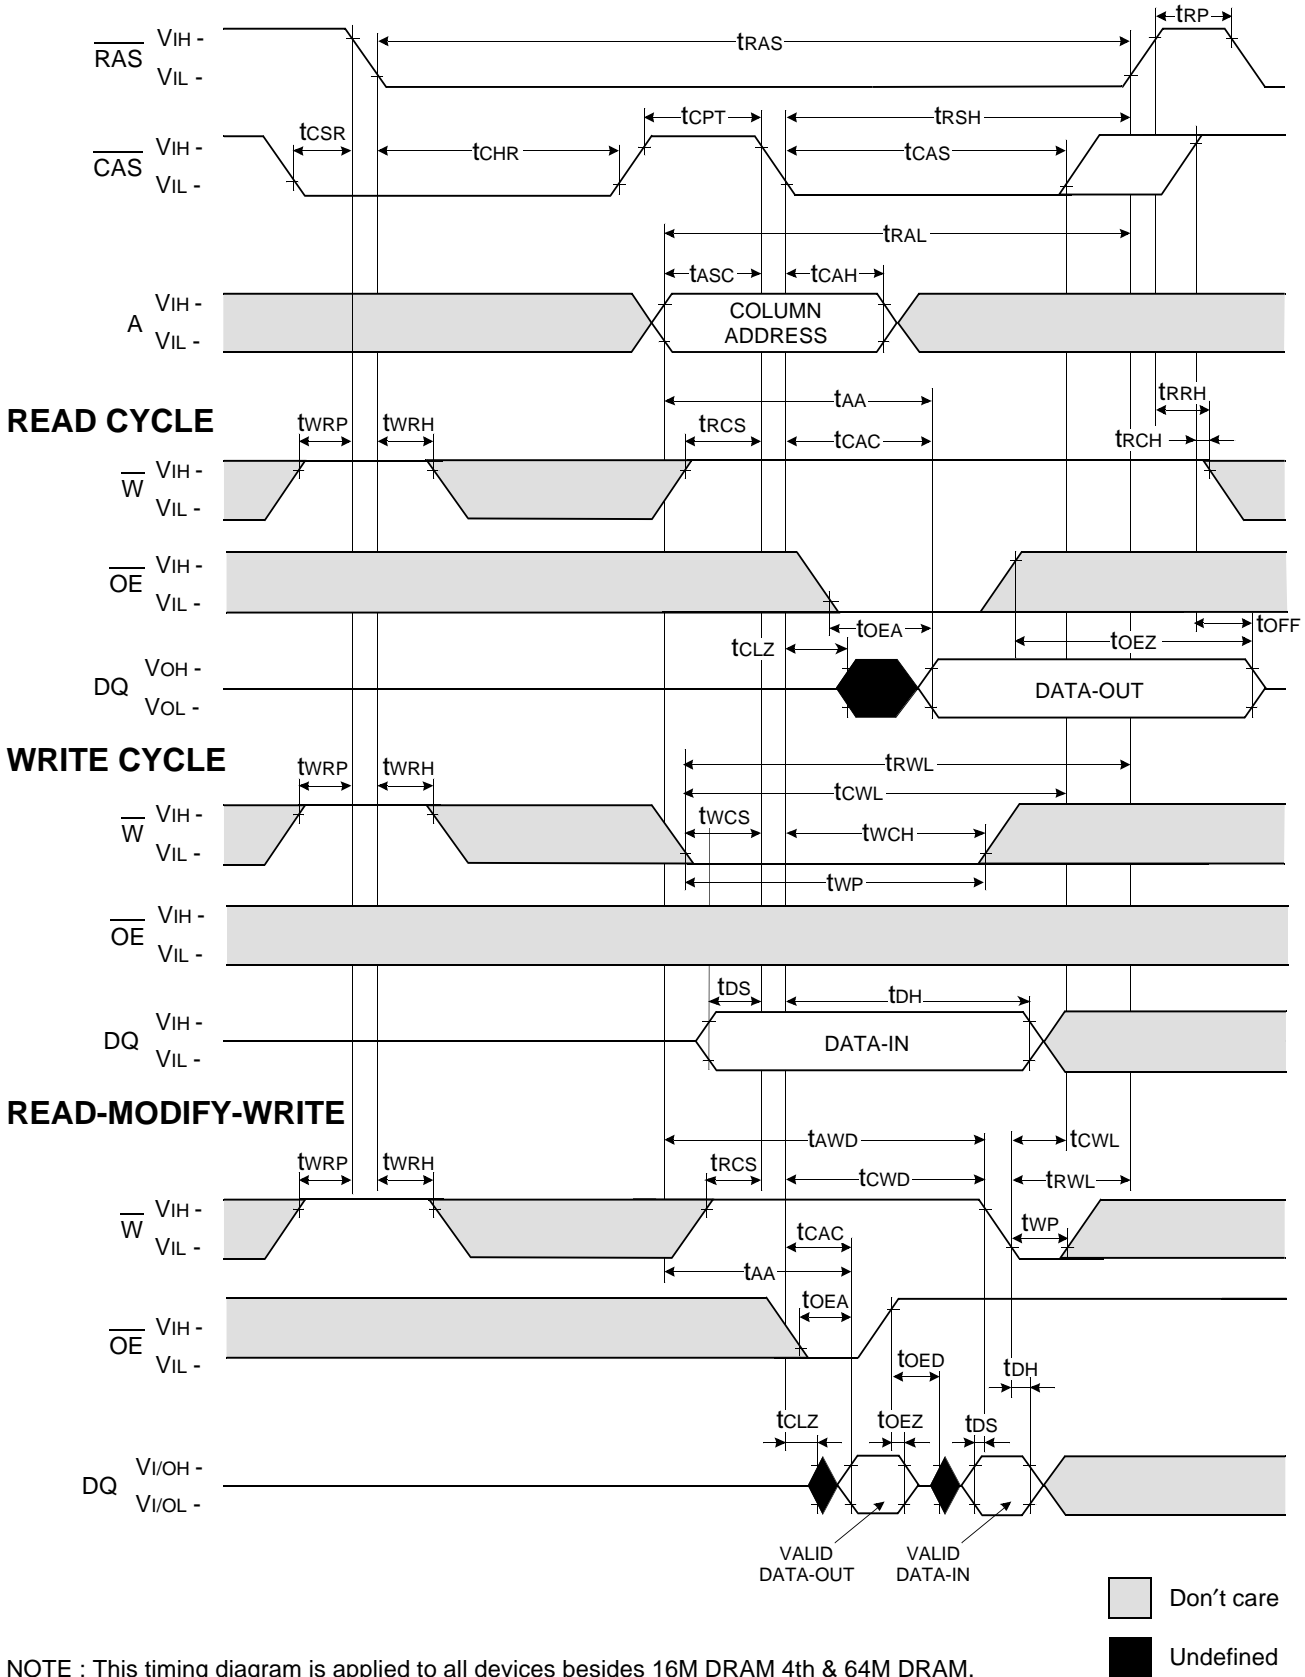 tRP
RAS VIH -
VIL -
tRAS
tCSR tCPT tRSH
CAS VIH -
VIL -
tCHR tCAS
tRAL
tASC tCAH
A VIH -
VIL -
COLUMN
ADDRESS
READ CYCLE
tWRP tWRH tRCS tAA tCAC tRRH tRCH
W VIH -
VIL -
OE VIH -
VIL -
tOEA tOFF
tCLZ tOEZ
DQ VOH -
VOL -
DATA-OUT
WRITE CYCLE
tWRP tWRH tRWL
tCWL
W VIH -
VIL -
tWCS tWCH
tWP
OE VIH -
VIL -
tDS tDH
DQ VIH -
VIL -
DATA-IN
READ-MODIFY-WRITE
tAWD tCWL
tWRP tWRH tRCS tCWD tRWL
W VIH -
VIL -
tWP
tCAC
tAA
tOEA
OE VIH -
VIL -
tOED tDH
tCLZ tOEZ tDS
DQ VI/OH -
VI/OL -
VALID
DATA-OUT
VALID
DATA-IN
Don′t care
Undefined
NOTE : This timing diagram is applied to all devices besides 16M DRAM 4th & 64M DRAM.